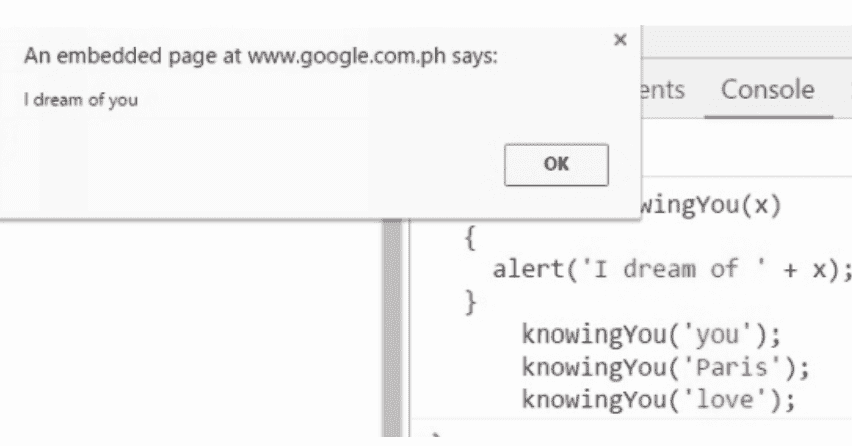 An embedded page at www.google.com.ph says:
I dream of you
OK
ents Console
wingYou(x)
{
alert('I dream of ' + x);
}
knowingYou('you');
knowingYou('Paris');
knowingYou('love');